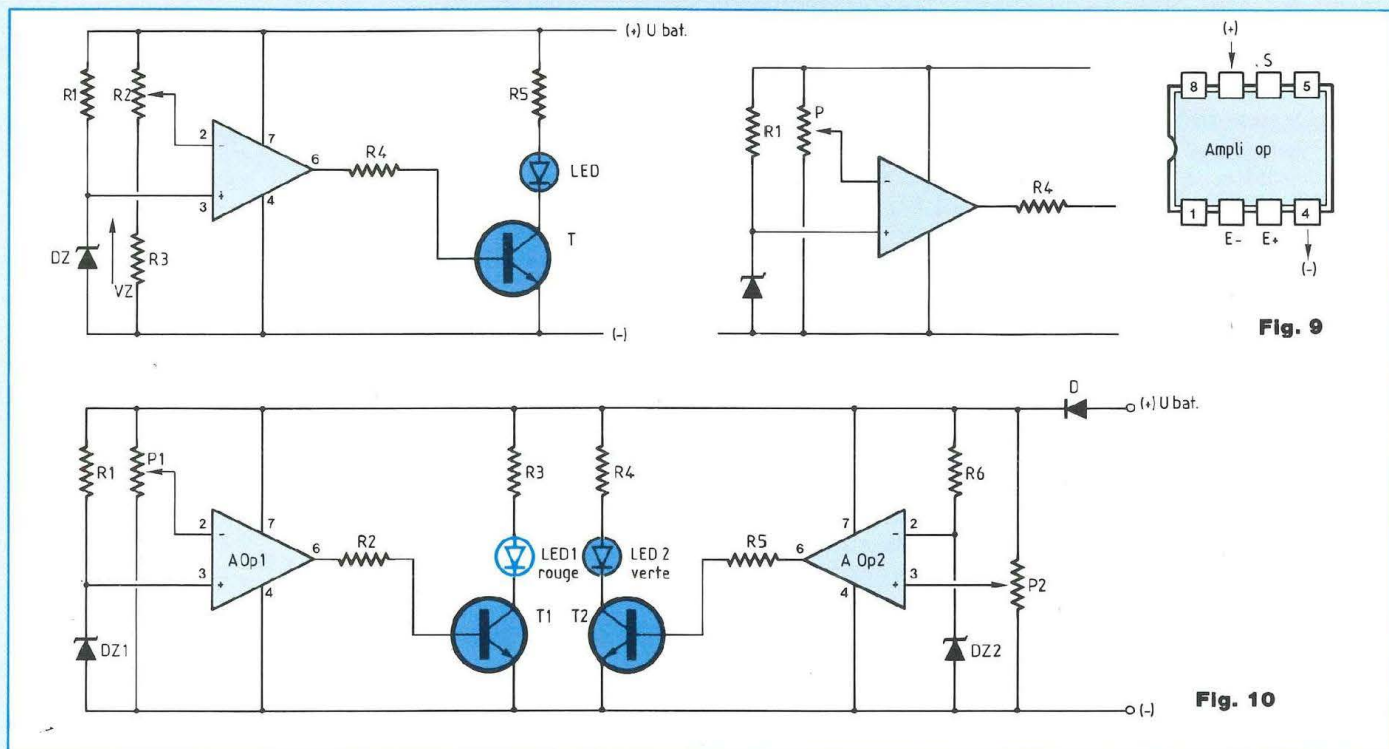 (+) U bat.
R1
R2
R5
2
-
7
6
R4
LED
+
3
4
T
DZ
VZ
R3
(-)
R1
P
-
+
R4
(+)
S
8
5
Ampli op
1
4
E-
E+
(-)
Fig. 9
D
(+) U bat.
R1
P1
R3
R4
R6
2
-
7
A Op1
6
R2
LED1
rouge
LED 2
verte
R5
6
7
A Op2
-
2
3
+
4
4
+
3
P2
T1
T2
DZ1
DZ2
(-)
Fig. 10